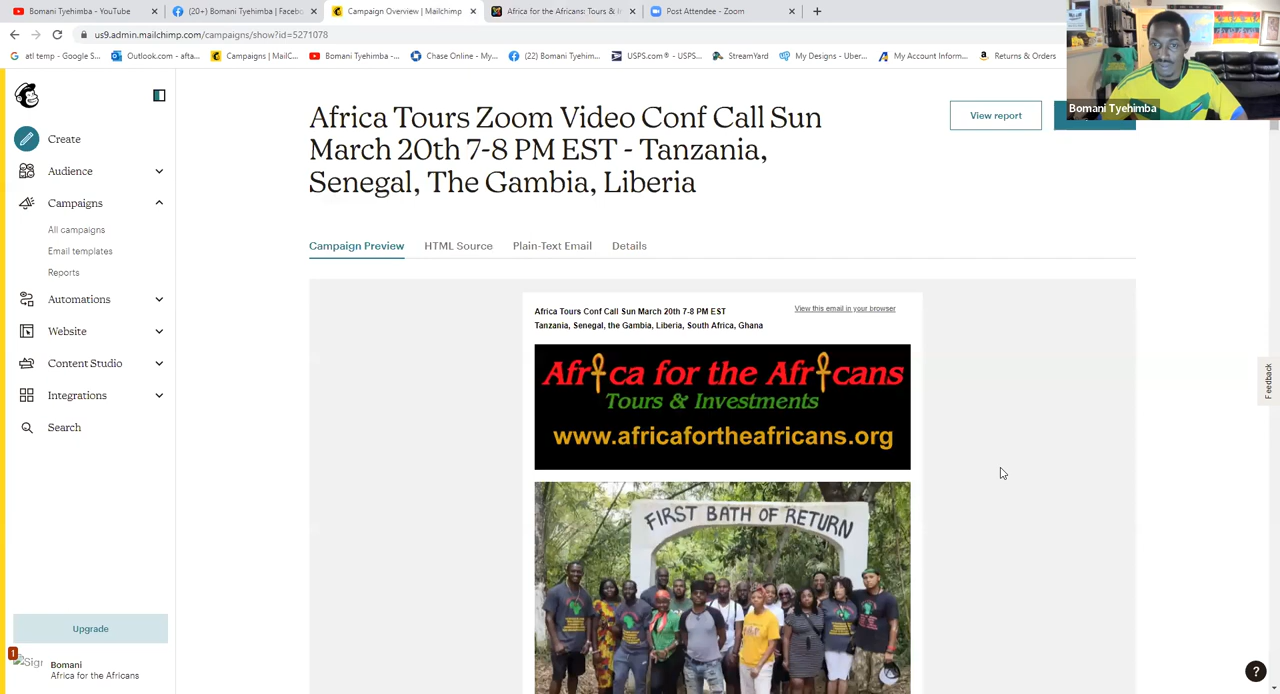 Bomani Tyehimba - YouTube
(20+) Bomani Tyehimba | Facebo
Campaign Overview | Mailchimp
Africa for the Africans: Tours & I
Post Attendee - Zoom
us9.admin.mailchimp.com/campaigns/show?id=5271078
atl temp - Google S...
Outlook.com - afta...
Campaigns | MailC...
Bomani Tyehimba -...
Chase Online - My...
(22) Bomani Tyehim...
USPS.com® - USPS...
StreamYard
My Designs - Uber...
My Account Inform...
Returns & Orders
Bomani Tyehimba
Create
Audience
Campaigns
All campaigns
Email templates
Reports
Automations
Website
Content Studio
Integrations
Search
Upgrade
1
Sig
Bomani
Africa for the Africans
Africa Tours Zoom Video Conf Call Sun
March 20th 7-8 PM EST - Tanzania,
Senegal, The Gambia, Liberia
View report
Campaign Preview
HTML Source
Plain-Text Email
Details
Africa Tours Conf Call Sun March 20th 7-8 PM EST
Tanzania, Senegal, the Gambia, Liberia, South Africa, Ghana
View this email in your browser
Africa for the Africans
Tours & Investments
www.africafortheafricans.org
FIRST BATH OF RETURN
Feedback
?